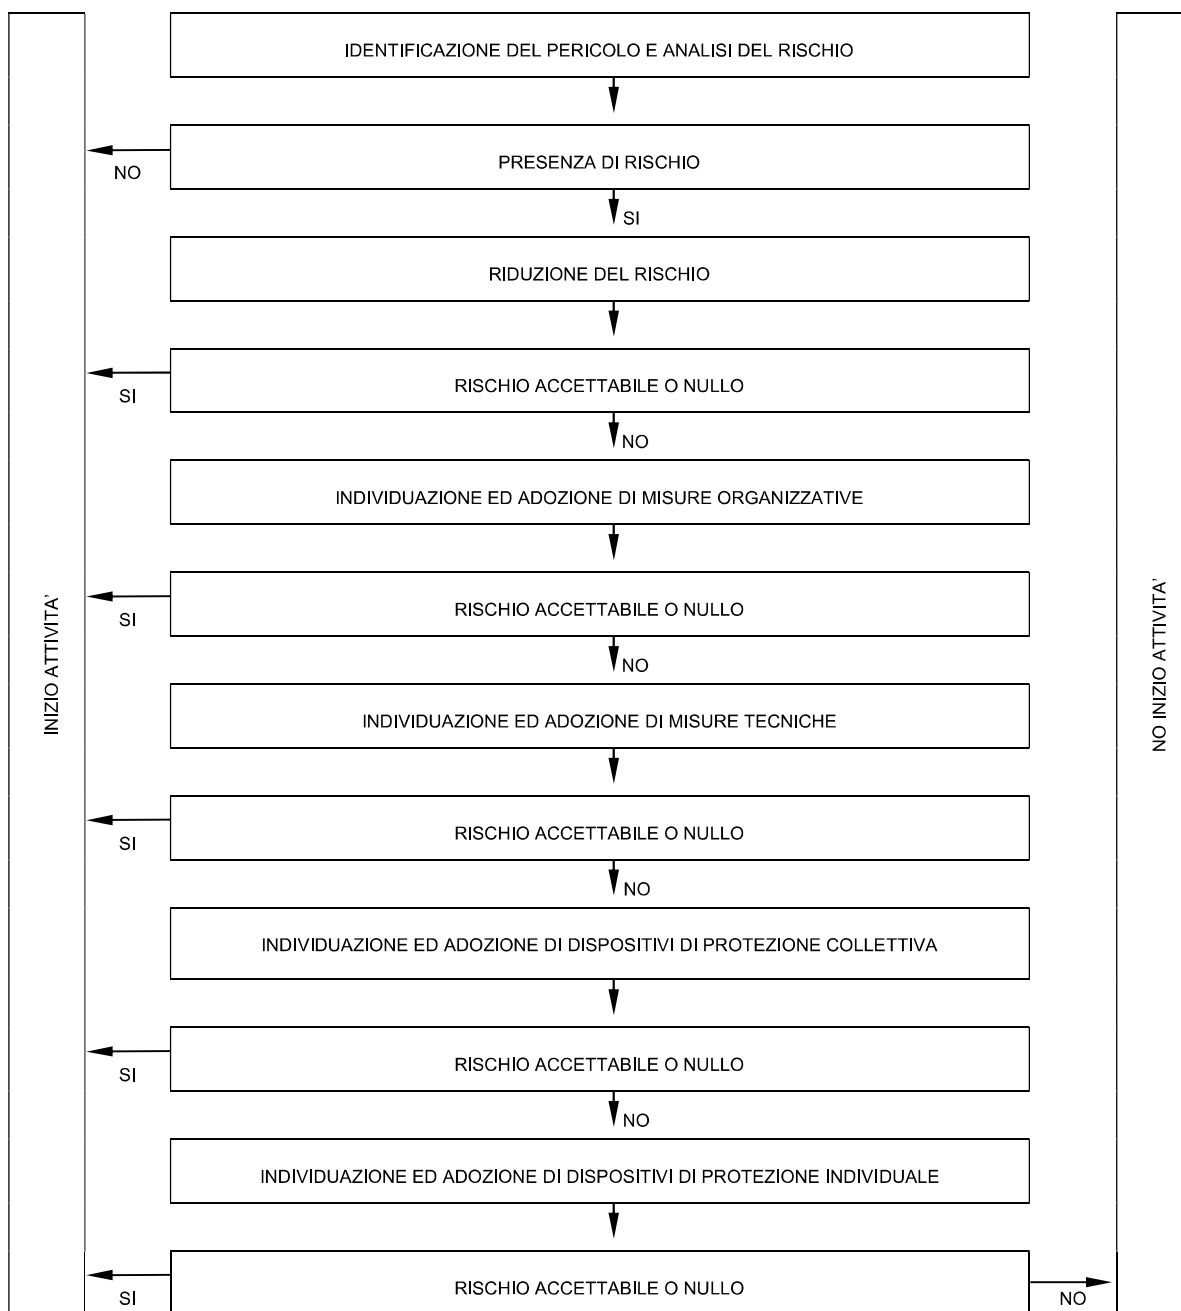 IDENTIFICAZIONE DEL PERICOLO E ANALISI DEL RISCHIO
PRESENZA DI RISCHIO
NO
SI
RIDUZIONE DEL RISCHIO
RISCHIO ACCETTABILE O NULLO
SI
NO
INDIVIDUAZIONE ED ADOZIONE DI MISURE ORGANIZZATIVE
RISCHIO ACCETTABILE O NULLO
SI
NO
INIZIO ATTIVITA'
NO INIZIO ATTIVITA'
INDIVIDUAZIONE ED ADOZIONE DI MISURE TECNICHE
RISCHIO ACCETTABILE O NULLO
SI
NO
INDIVIDUAZIONE ED ADOZIONE DI DISPOSITIVI DI PROTEZIONE COLLETTIVA
RISCHIO ACCETTABILE O NULLO
SI
NO
INDIVIDUAZIONE ED ADOZIONE DI DISPOSITIVI DI PROTEZIONE INDIVIDUALE
RISCHIO ACCETTABILE O NULLO
SI
NO